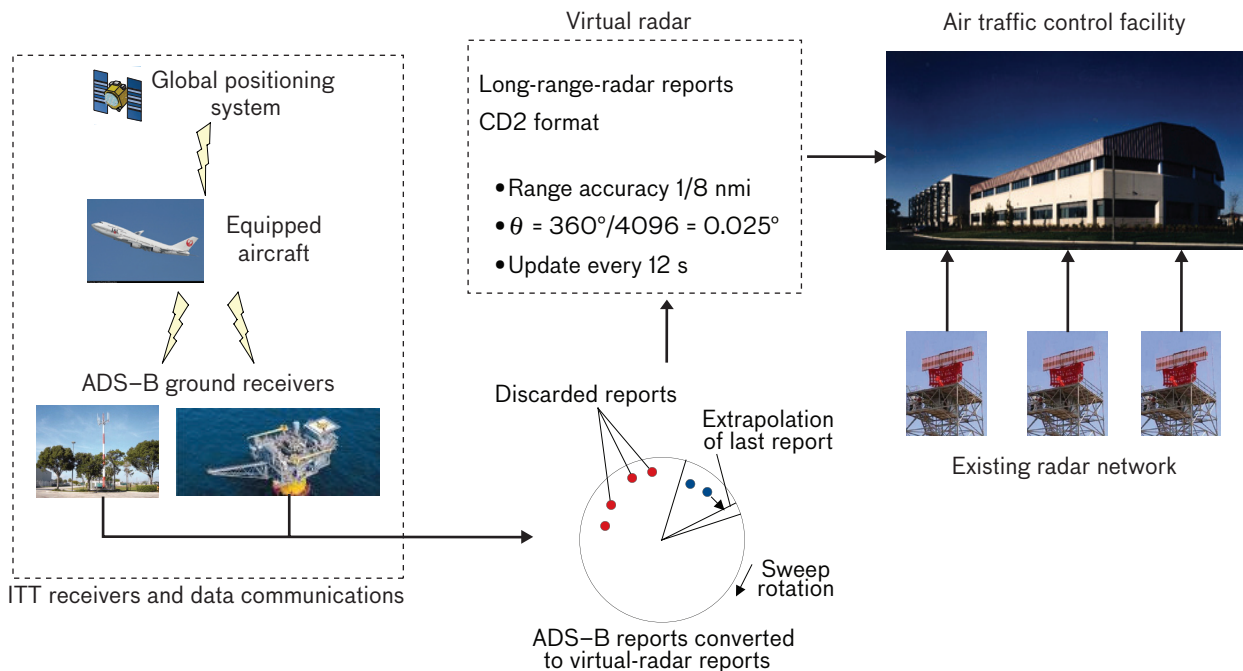 Global positioning
system
Equipped
aircraft
ADS–B ground receivers
ITT receivers and data communications
Virtual radar
Long-range-radar reports
CD2 format
•Range accuracy 1/8 nmi
•θ = 360°/4096 = 0.025°
•Update every 12 s
Discarded reports
Extrapolation
of last report
Sweep
rotation
ADS–B reports converted
to virtual-radar reports
Air traffic control facility
Existing radar network